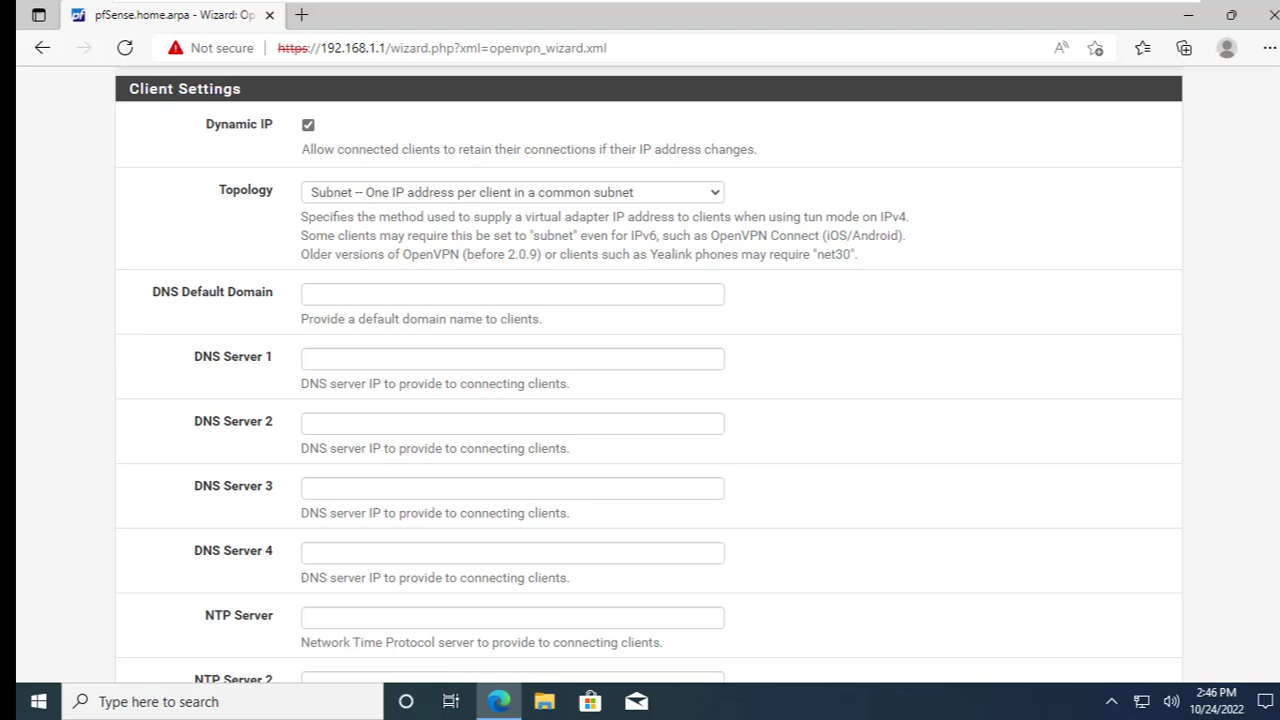 pfSense.home.arpa - Wizard: Op
Not secure
https://192.168.1.1/wizard.php?xml=openvpn_wizard.xml
Client Settings
Dynamic IP
Allow connected clients to retain their connections if their IP address changes.
Topology
Subnet -- One IP address per client in a common subnet
Specifies the method used to supply a virtual adapter IP address to clients when using tun mode on IPv4.
Some clients may require this be set to "subnet" even for IPv6, such as OpenVPN Connect (iOS/Android).
Older versions of OpenVPN (before 2.0.9) or clients such as Yealink phones may require "net30".
DNS Default Domain
Provide a default domain name to clients.
DNS Server 1
DNS server IP to provide to connecting clients.
DNS Server 2
DNS server IP to provide to connecting clients.
DNS Server 3
DNS server IP to provide to connecting clients.
DNS Server 4
DNS server IP to provide to connecting clients.
NTP Server
Network Time Protocol server to provide to connecting clients.
NTP Server 2
Type here to search
2:46 PM
10/24/2022